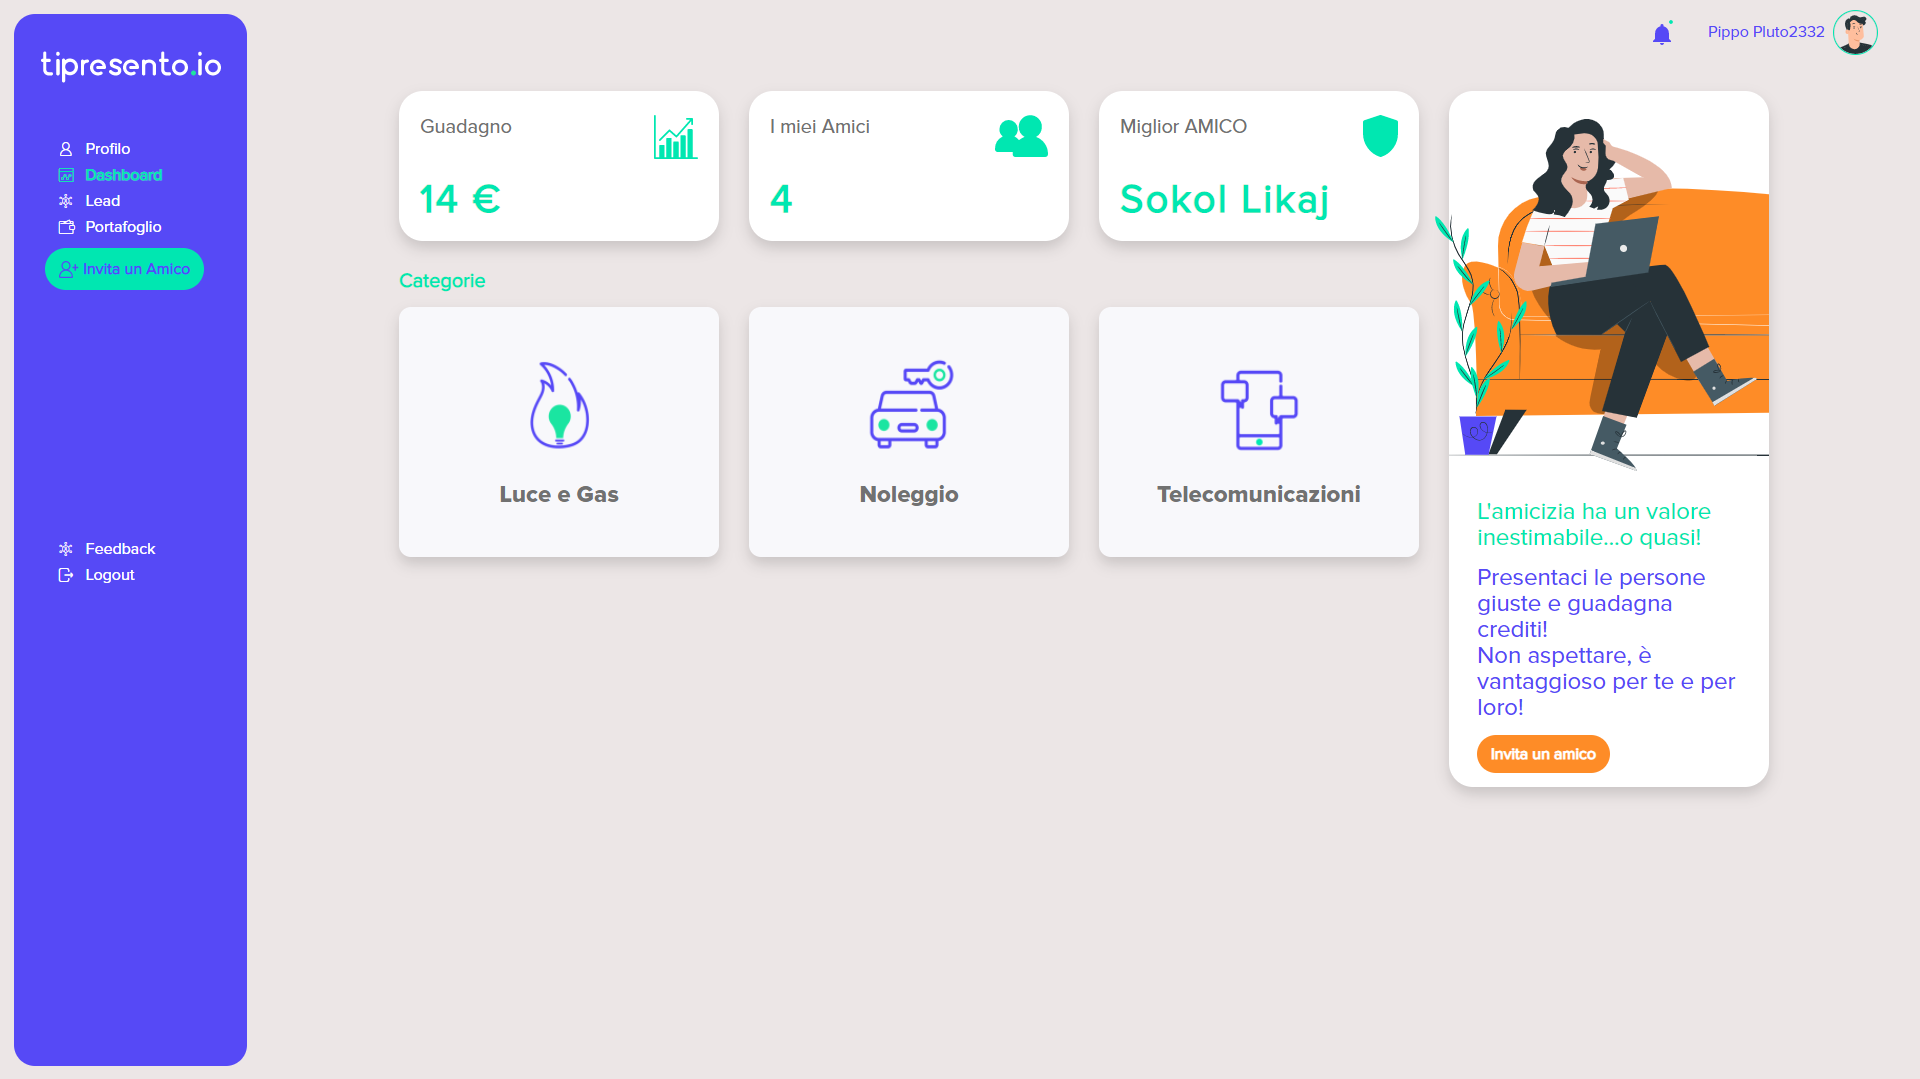 tipresento.io
Profilo
Dashboard
Lead
Portafoglio
Invita un Amico
Feedback
Logout
Pippo Pluto2332
Guadagno
14 €
I miei Amici
4
Miglior AMICO
Sokol Likaj
Categorie
Luce e Gas
Noleggio
Telecomunicazioni
L'amicizia ha un valore
inestimabile...o quasi!
Presentaci le persone
giuste e guadagna
crediti!
Non aspettare, è
vantaggioso per te e per
loro!
Invita un amico